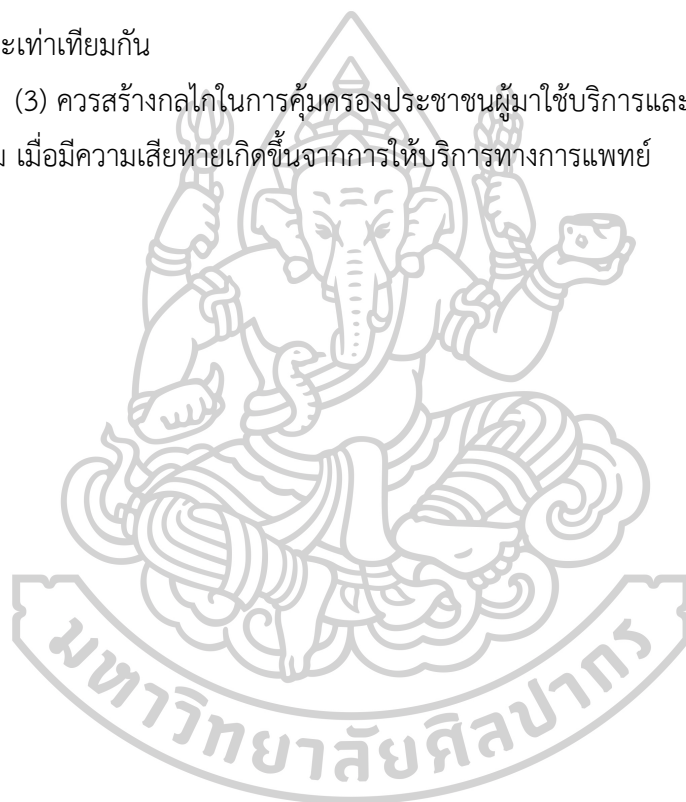 ะเท่าเทียมกัน
(3) ควรสร้างกลไกในการคุ้มครองประชาชนผู้มาใช้บริการและ
ม เมื่อมีความเสียหายเกิดขึ้นจากการให้บริการทางการแพทย์
มหาวิทยาลัยศิลปากร